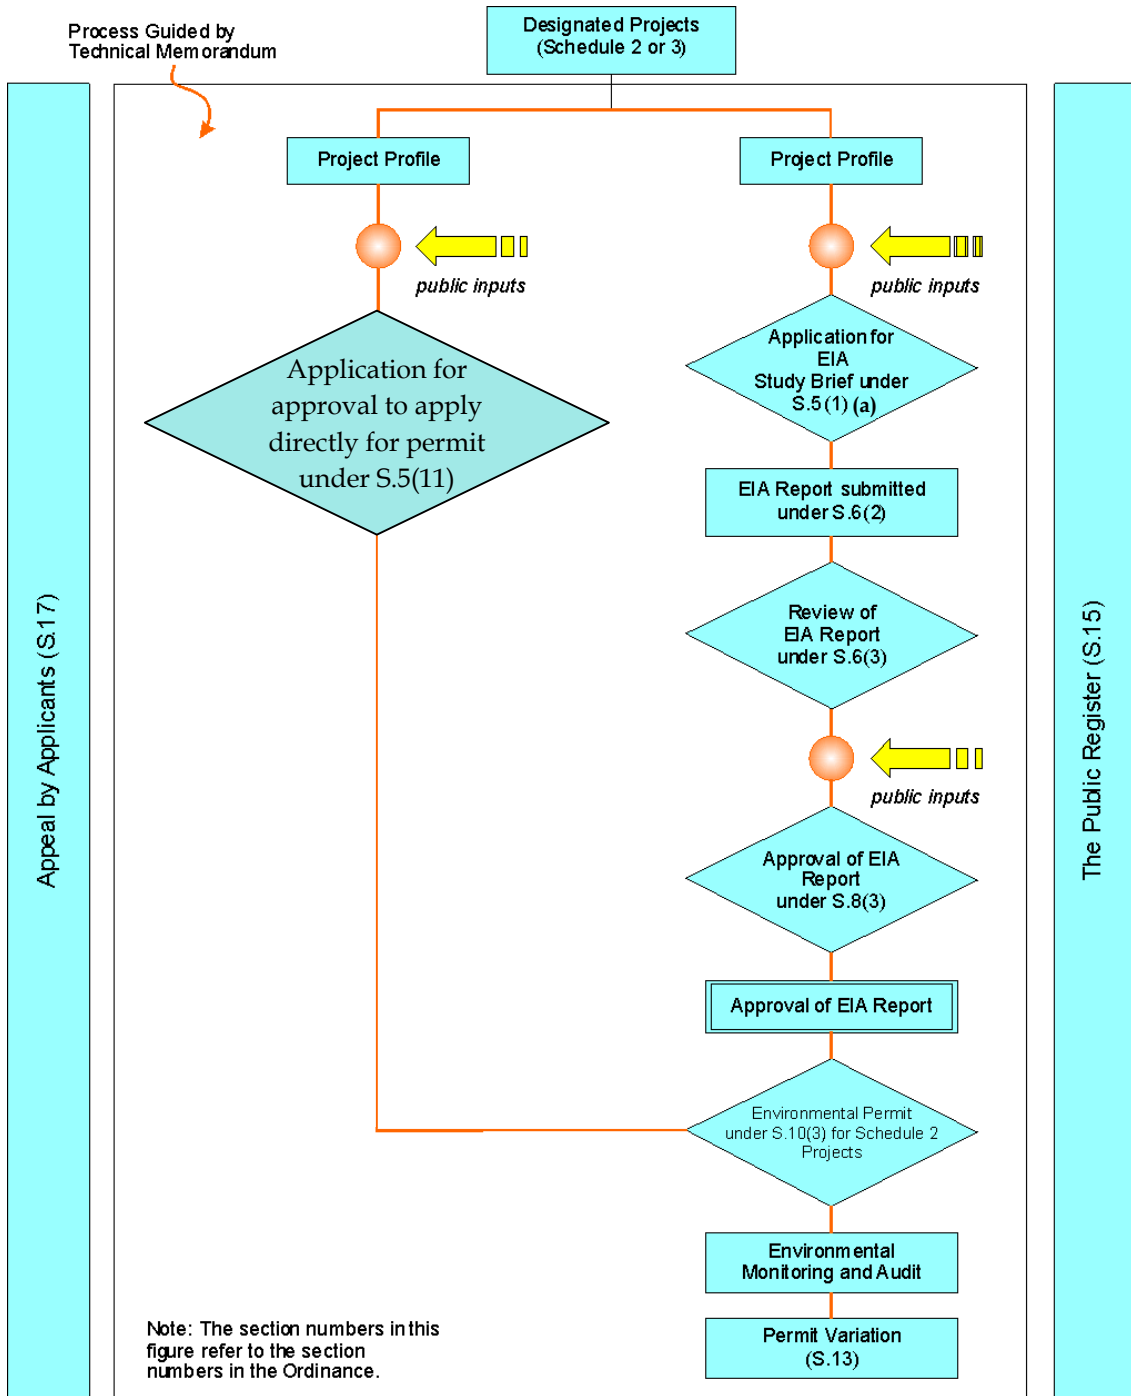 Process Guided by
Technical Memorandum
Designated Projects
(Schedule 2 or 3)
Appeal by Applicants (S.17)
The Public Register (S.15)
Project Profile
Project Profile
public inputs
public inputs
Application for
approval to apply
directly for permit
under S.5(11)
Application for
EIA
Study Brief under
S.5(1) (a)
EIA Report submitted
under S.6(2)
Review of
EIA Report
under S.6(3)
public inputs
Approval of EIA
Report
under S.8(3)
Approval of EIA Report
Environmental Permit
under S.10(3) for Schedule 2
Projects
Environmental
Monitoring and Audit
Permit Variation
(S.13)
Note: The section numbers in this
figure refer to the section
numbers in the Ordinance.